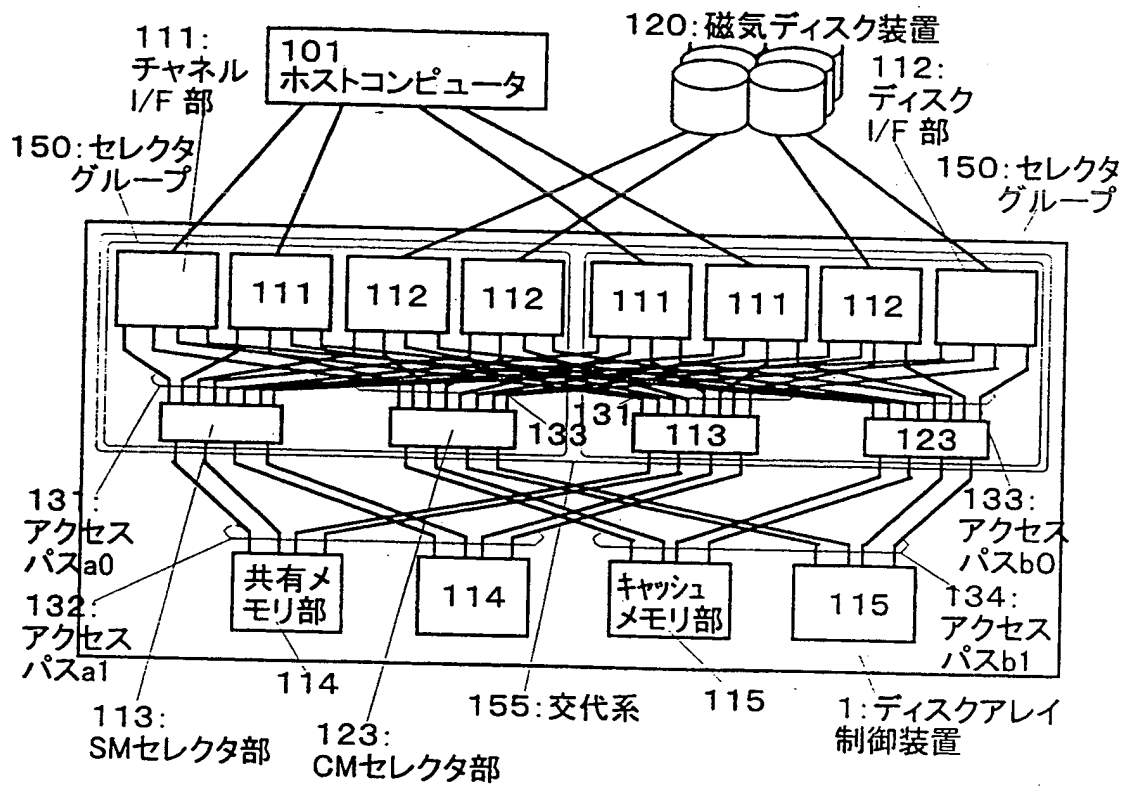 111:
チャネル
I/F 部
101
ホストコンピュータ
120:磁気ディスク装置
112:
ディスク
I/F 部
150:セレクタ
グループ
150:セレクタ
グループ
111
112
112
111
111
112
131
133
113
123
131:
アクセス
パスa0
133:
アクセス
パスb0
共有メ
モリ部
114
キャッシュ
メモリ部
115
132:
アクセス
パスa1
134:
アクセス
パスb1
114
155:交代系
115
1:ディスクアレイ
制御装置
113:
SMセレクタ部
123:
CMセレクタ部